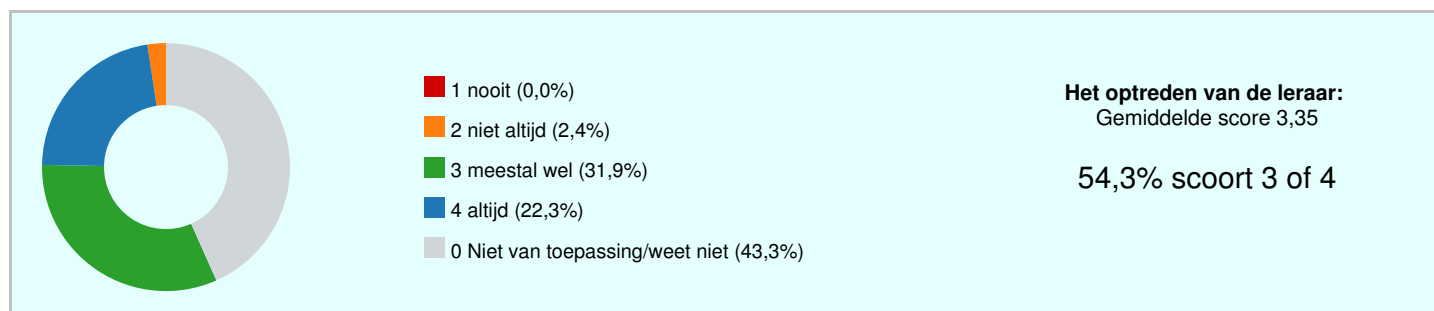 1 nooit (0,0%)
2 niet altijd (2,4%)
3 meestal wel (31,9%)
4 altijd (22,3%)
0 Niet van toepassing/weet niet (43,3%)
Het optreden van de leraar:
Gemiddelde score 3,35
54,3% scoort 3 of 4